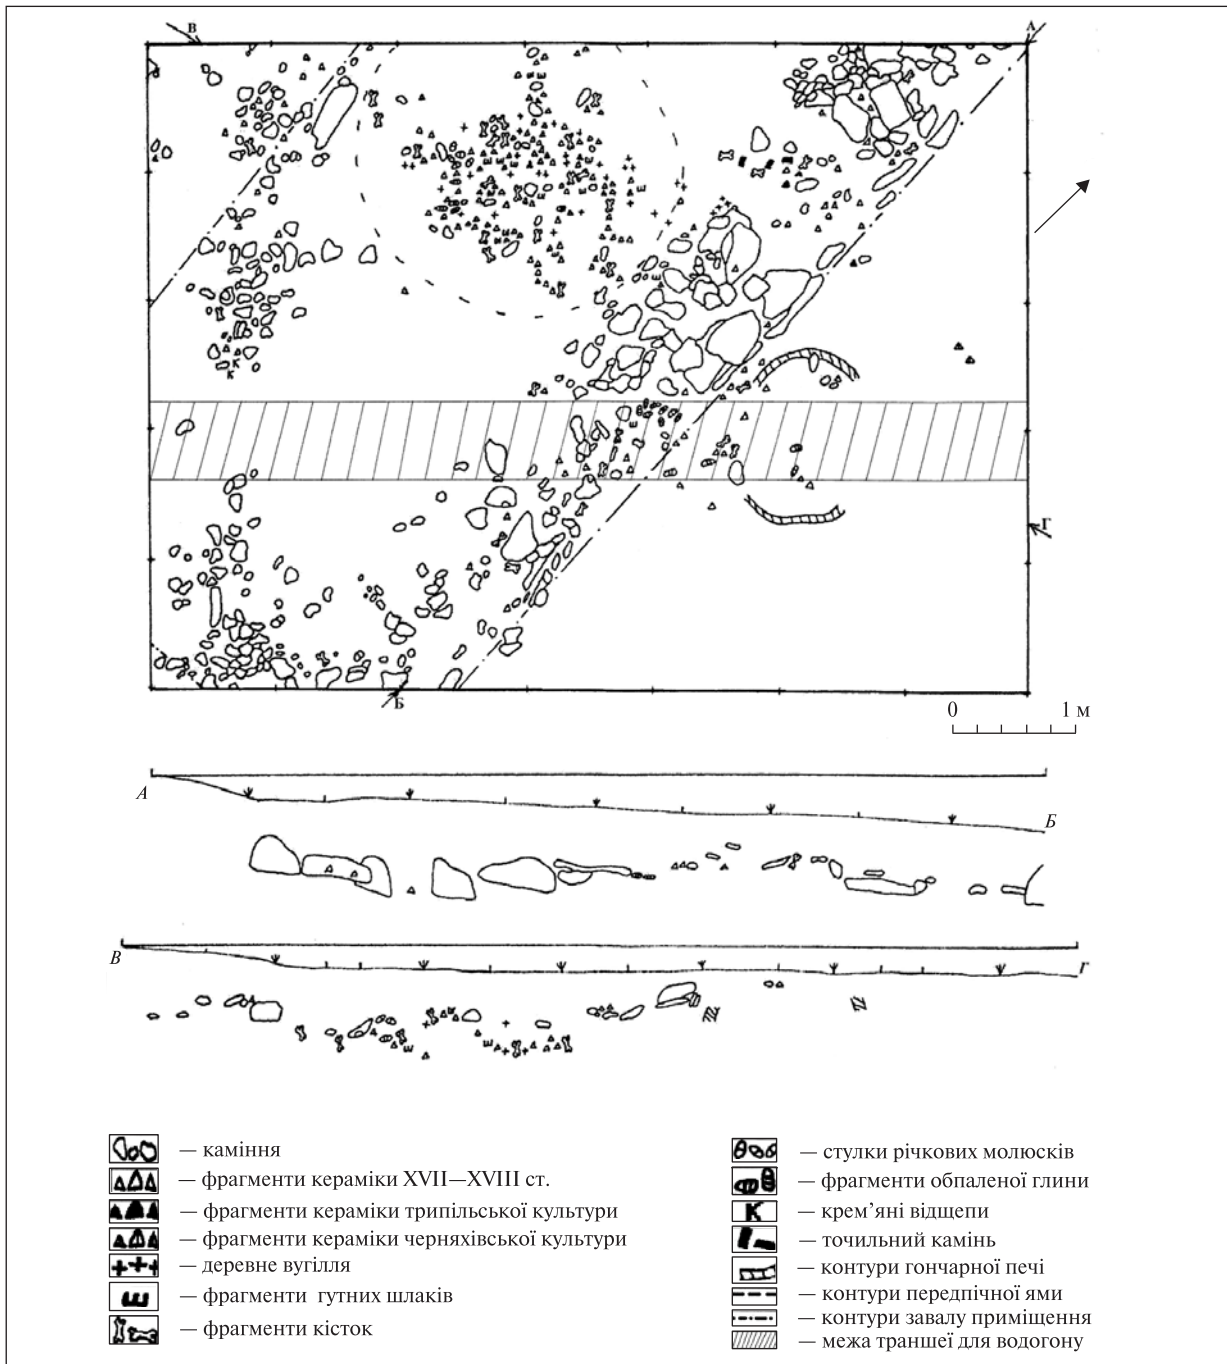 В
А
Г
Б
0 1 м
А
Б
В
Г
— каміння
— фрагменти кераміки XVII—XVIII ст.
— фрагменти кераміки трипільської культури
— фрагменти кераміки черняхівської культури
— деревне вугілля
— фрагменти гутних шлаків
— фрагменти кісток
— стулки річкових молюсків
— фрагменти обпаленої глини
К — крем'яні відщепи
— точильний камінь
— контури гончарної печі
— контури передпічної ями
— контури завалу приміщення
— межа траншеї для водогону